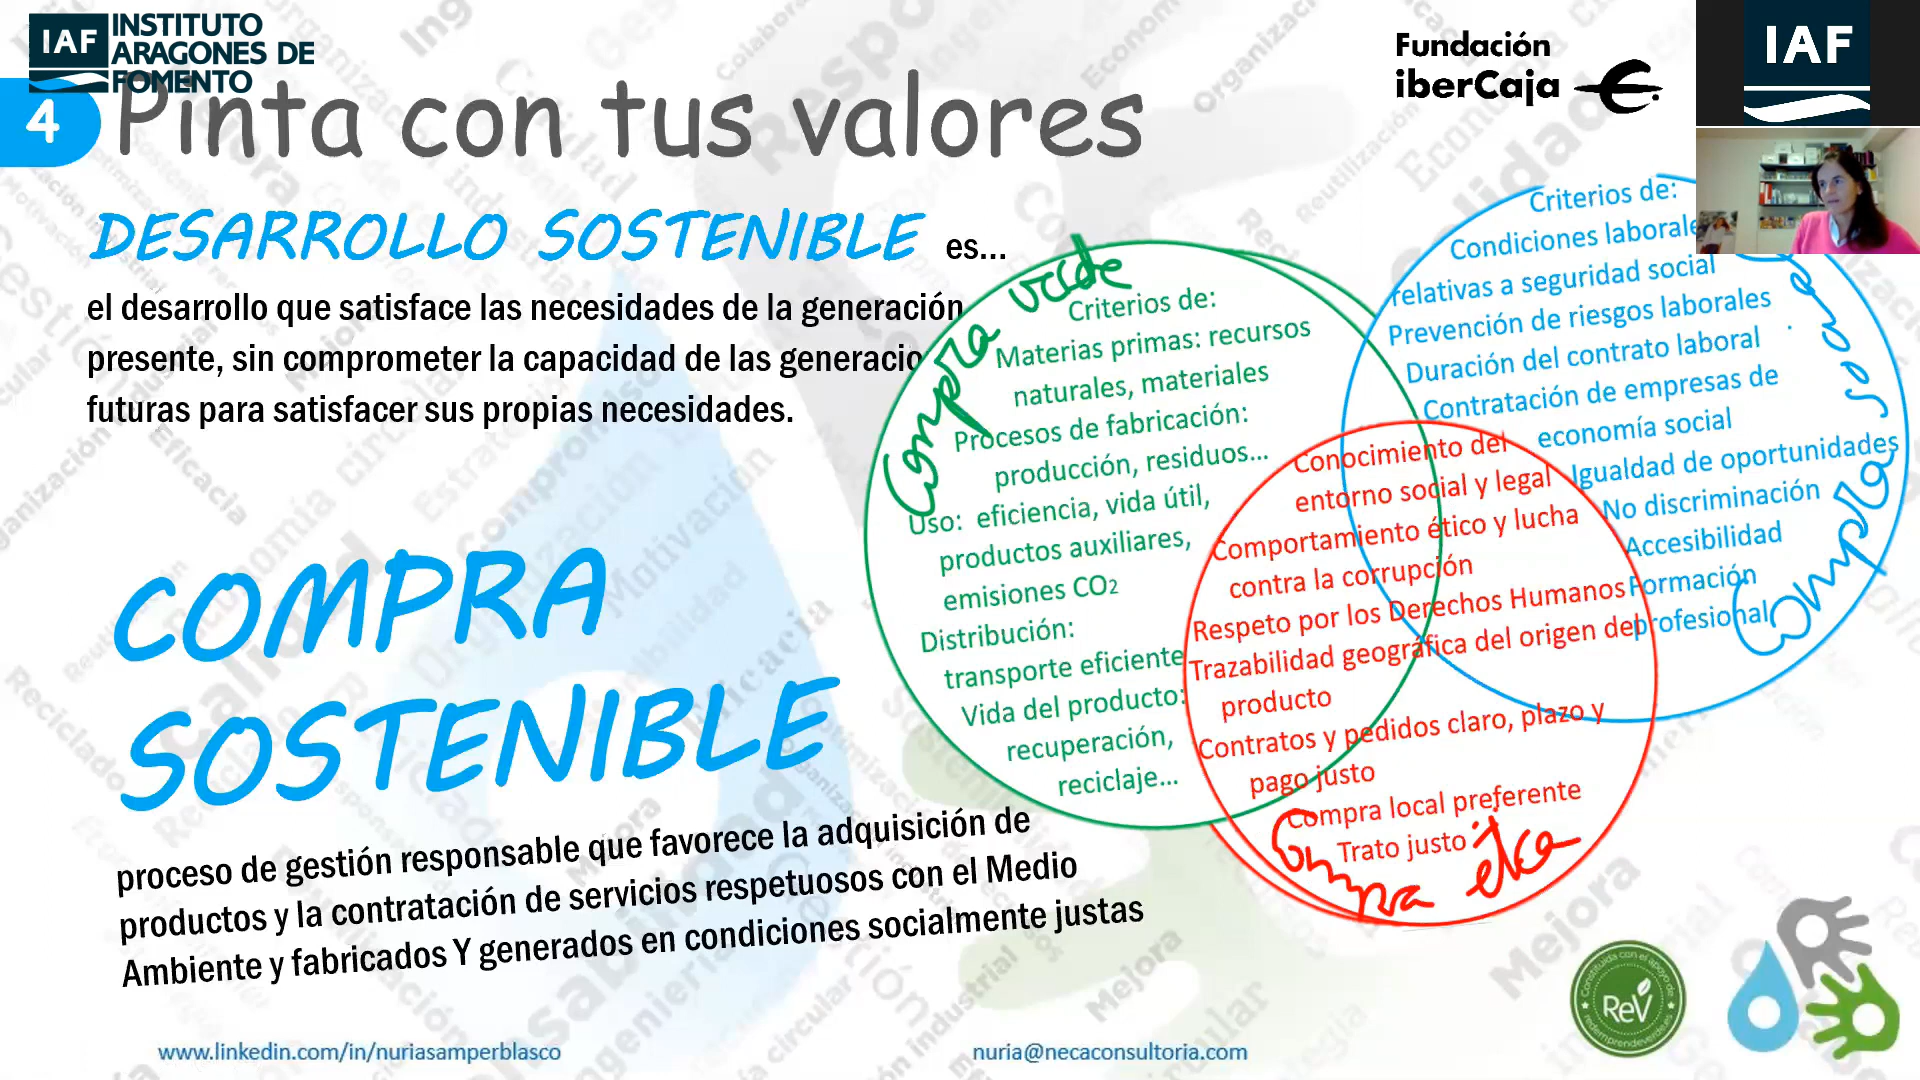 IAF
INSTITUTO
ARAGONES DE
FOMENTO
Fundación
iberCaja
IAF
4
Pinta con tus valores
DESARROLLO SOSTENIBLE es...
el desarrollo que satisface las necesidades de la generación
presente, sin comprometer la capacidad de las generacio
futuras para satisfacer sus propias necesidades.
COMPRA
SOSTENIBLE
proceso de gestión responsable que favorece la adquisición de
productos y la contratación de servicios respetuosos con el Medio
Ambiente y fabricados Y generados en condiciones socialmente justas
Compra verde
Criterios de:
Materias primas: recursos
naturales, materiales
Procesos de fabricación:
producción, residuos...
Uso: eficiencia, vida útil,
productos auxiliares,
emisiones CO2
Distribución:
transporte eficiente
Vida del producto:
recuperación,
reciclaje...
Criterios de:
Condiciones laborale
relativas a seguridad social
Prevención de riesgos laborales
Duración del contrato laboral
Contratación de empresas de
economía social
Igualdad de oportunidades
No discriminación
Accesibilidad
Formación
profesional
Compras
Conocimiento del
entorno social y legal
Comportamiento ético y lucha
contra la corrupción
Respeto por los Derechos Humanos
Trazabilidad geográfica del origen del
producto
Contratos y pedidos claro, plazo y
pago justo
Compra local preferente
Trato justo
Compra ética
www.linkedin.com/in/nuriasamperblasco
nuria@necaconsultoria.com
Constituida con el apoyo de
ReV
redemprendeverde.es